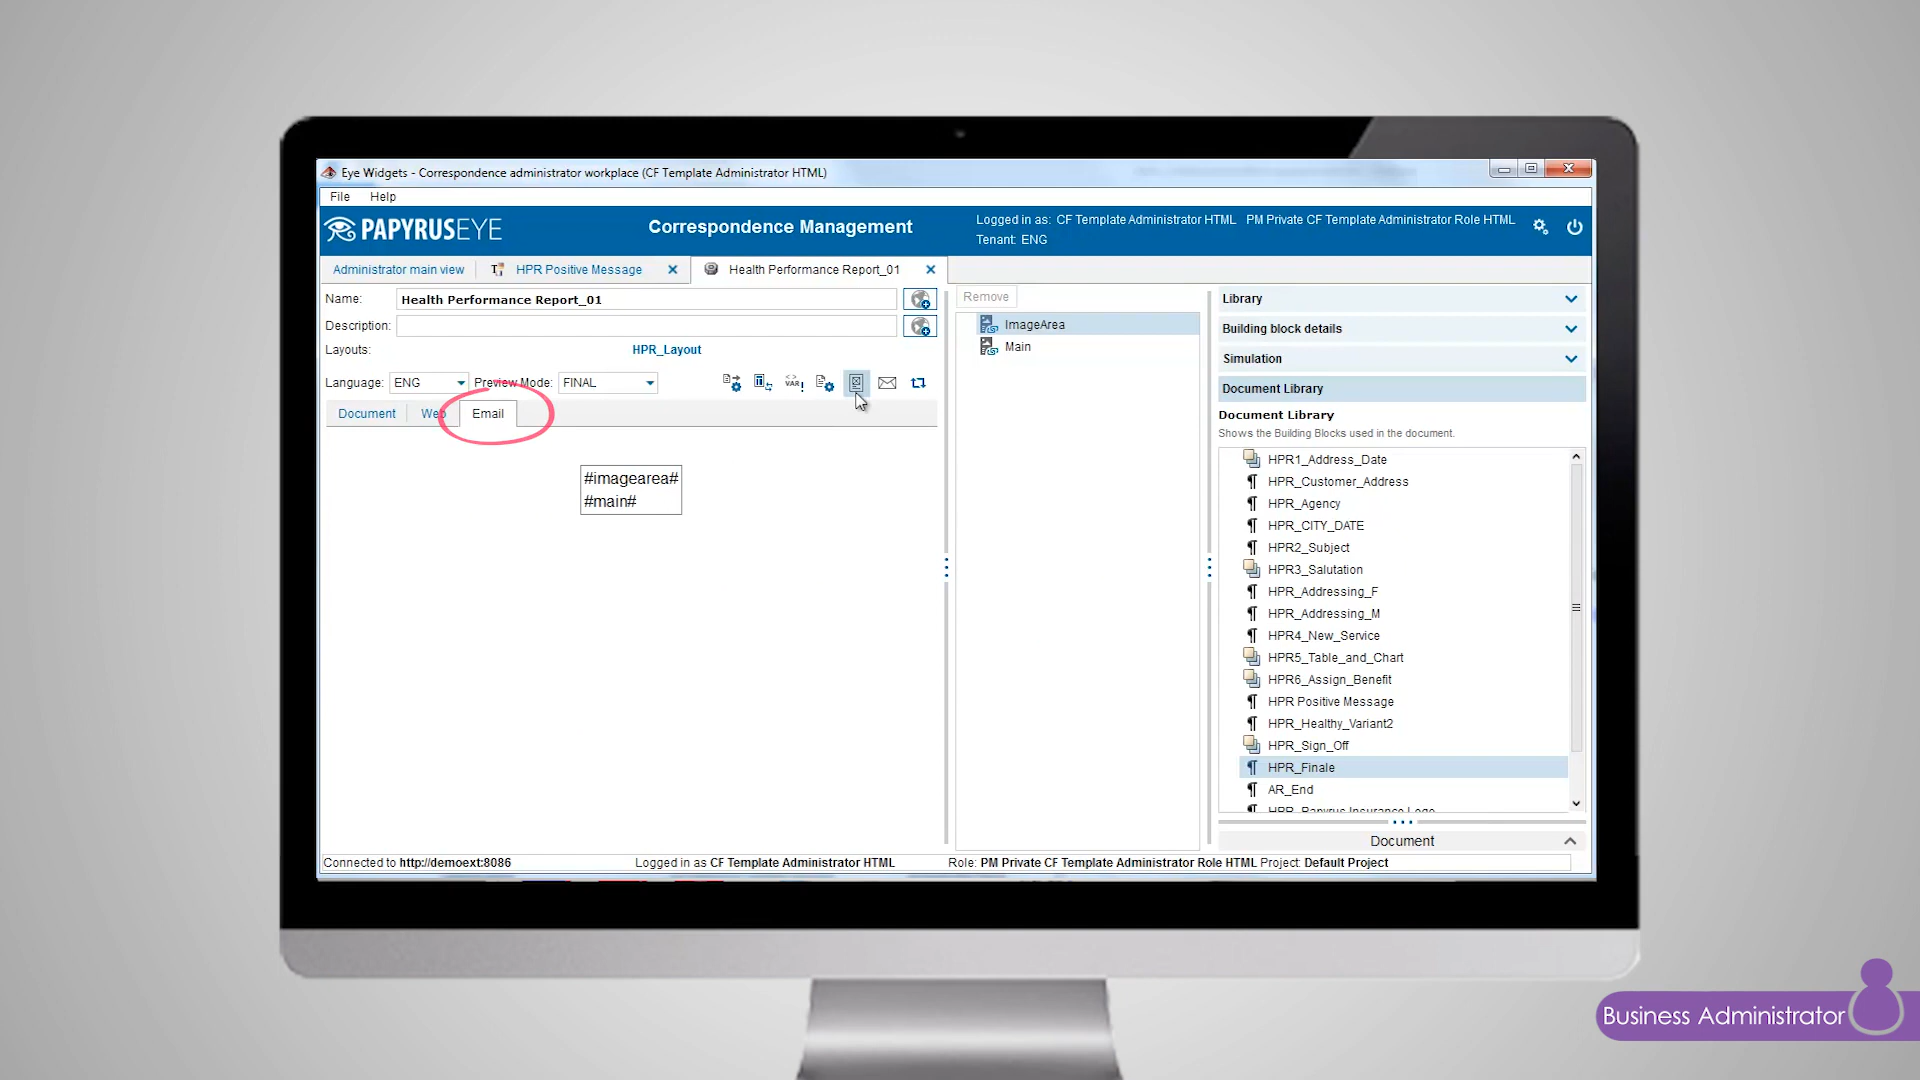 Eye Widgets - Correspondence administrator workplace (CF Template Administrator HTML)
File Help
PAPYRUSEYE
Correspondence Management
Logged in as: CF Template Administrator HTML PM Private CF Template Administrator Role HTML
Tenant: ENG
Administrator main view
HPR Positive Message
Health Performance Report_01
Name: Health Performance Report_01
Description:
Layouts: HPR_Layout
Language: ENG Preview Mode: FINAL
VAR!
Document Web Email
#imagearea#
#main#
Remove
ImageArea
Main
Library
Building block details
Simulation
Document Library
Document Library
Shows the Building Blocks used in the document.
HPR1_Address_Date
HPR_Customer_Address
HPR_Agency
HPR_CITY_DATE
HPR2_Subject
HPR3_Salutation
HPR_Addressing_F
HPR_Addressing_M
HPR4_New_Service
HPR5_Table_and_Chart
HPR6_Assign_Benefit
HPR Positive Message
HPR_Healthy_Variant2
HPR_Sign_Off
HPR_Finale
AR_End
HPR_Papyrus Insurance Logo
Document
Connected to http://demoext:8086
Logged in as CF Template Administrator HTML
Role: PM Private CF Template Administrator Role HTML Project: Default Project
Business Administrator